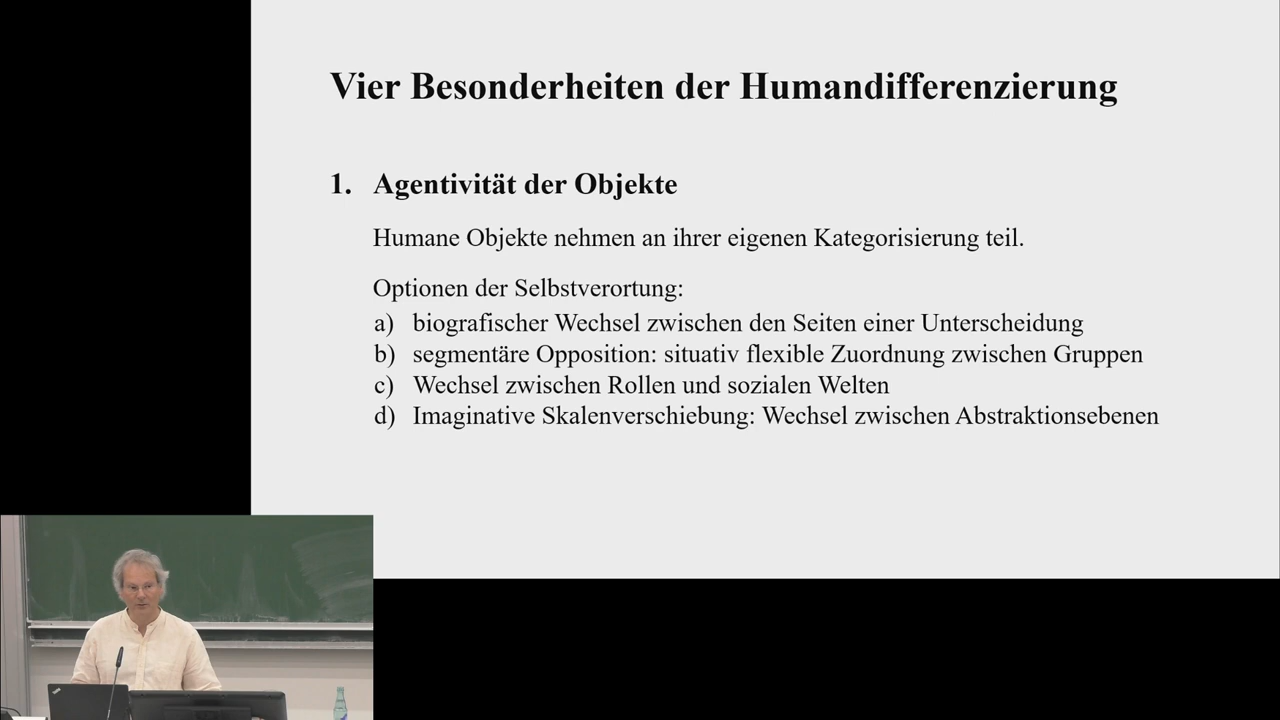 Vier Besonderheiten der Humandifferenzierung
1. Agentivität der Objekte
Humane Objekte nehmen an ihrer eigenen Kategorisierung teil.
Optionen der Selbstverortung:
a) biografischer Wechsel zwischen den Seiten einer Unterscheidung
b) segmentäre Opposition: situativ flexible Zuordnung zwischen Gruppen
c) Wechsel zwischen Rollen und sozialen Welten
d) Imaginative Skalenverschiebung: Wechsel zwischen Abstraktionsebenen